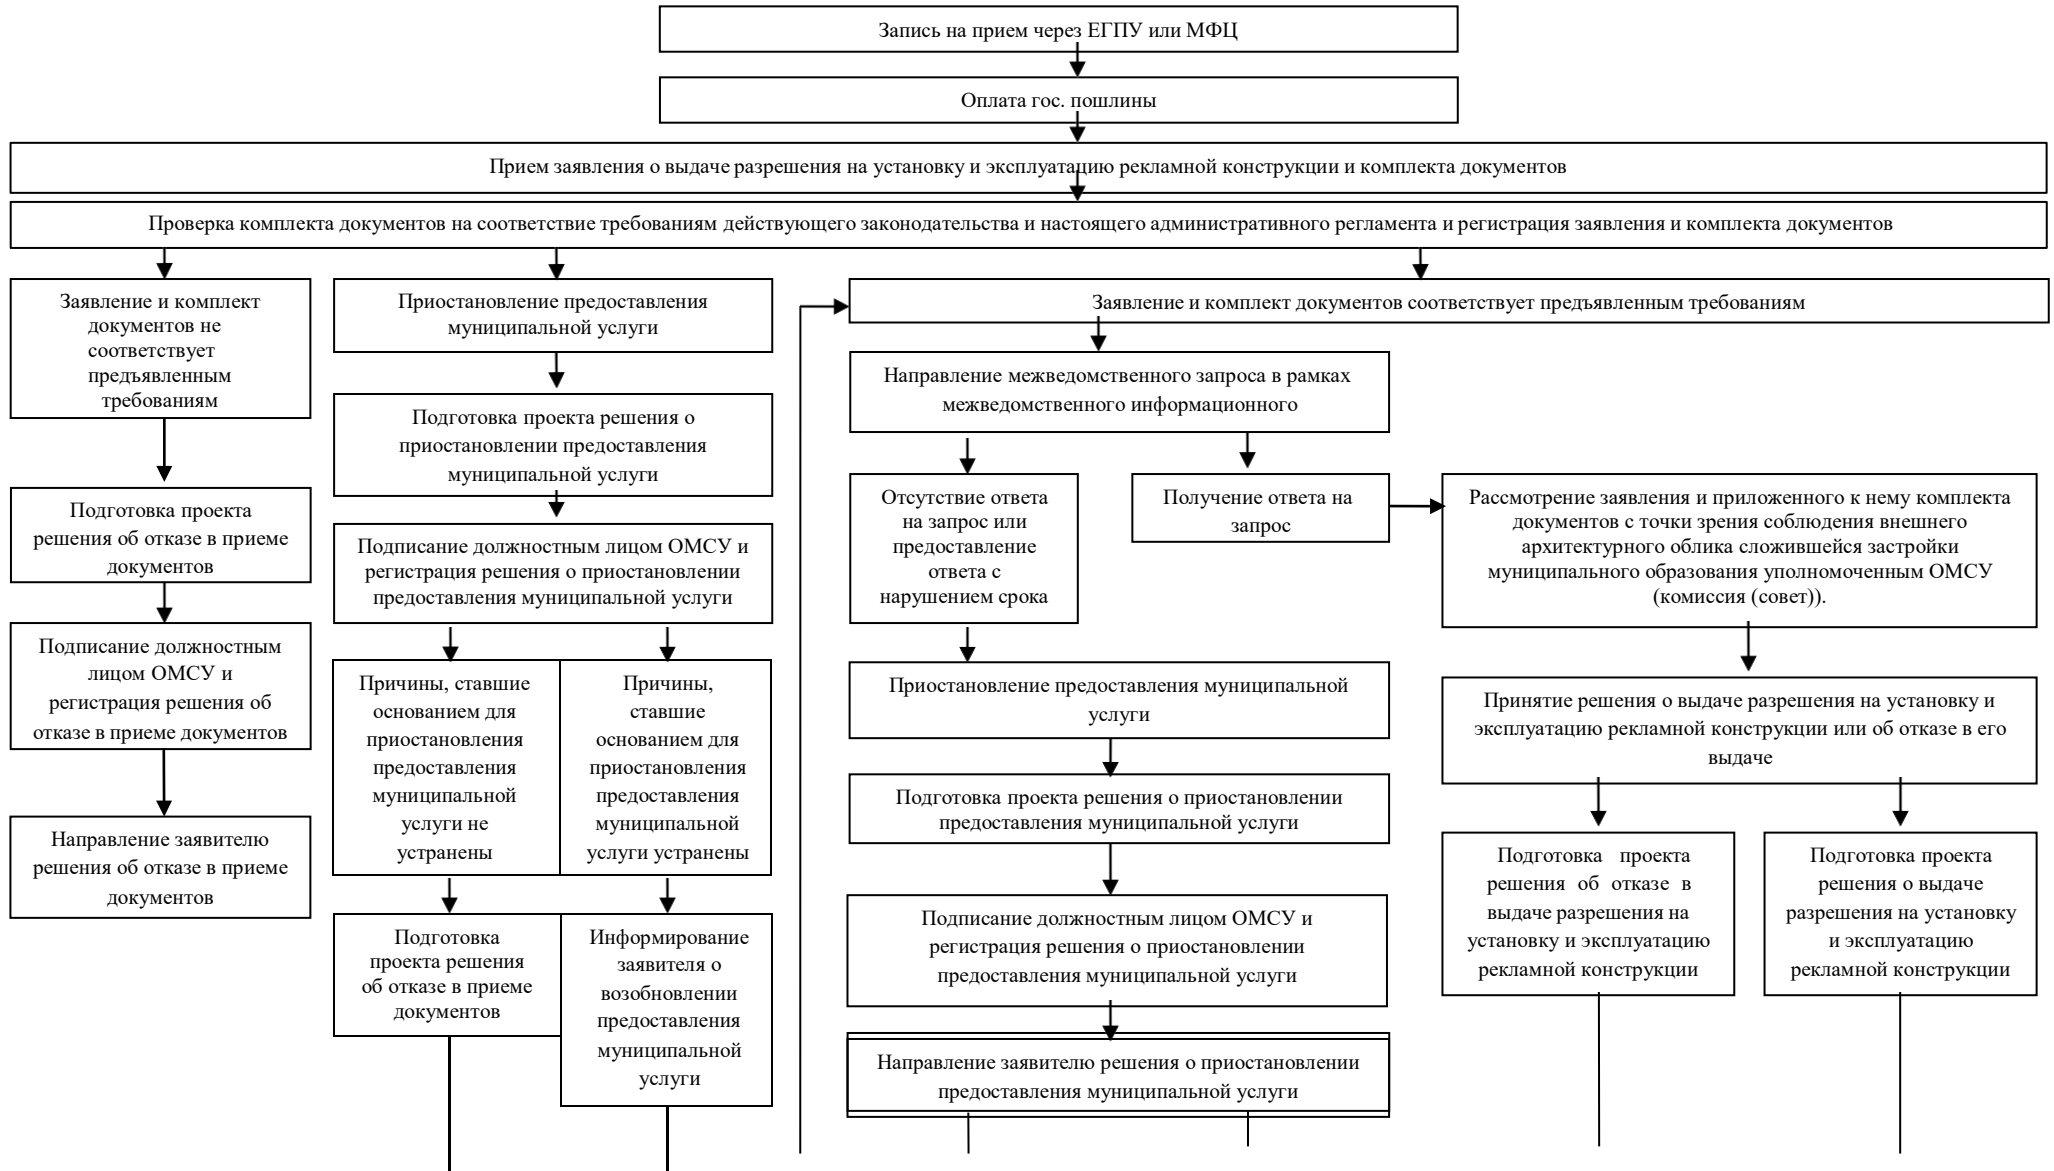 Запись на прием через ЕГПУ или МФЦ
Оплата гос. пошлины
Прием заявления о выдаче разрешения на установку и эксплуатацию рекламной конструкции и комплекта документов
Проверка комплекта документов на соответствие требованиям действующего законодательства и настоящего административного регламента и регистрация заявления и комплекта документов
Заявление и комплект
документов не
соответствует
предъявленным
требованиям
Подготовка проекта
решения об отказе в приеме
документов
Подписание должностным
лицом ОМСУ и
регистрация решения об
отказе в приеме документов
Направление заявителю
решения об отказе в приеме
документов
Приостановление предоставления
муниципальной услуги
Подготовка проекта решения о
приостановлении предоставления
муниципальной услуги
Подписание должностным лицом ОМСУ и
регистрация решения о приостановлении
предоставления муниципальной услуги
Причины, ставшие
основанием для
приостановления
предоставления
муниципальной
услуги не
устранены
Подготовка
проекта решения
об отказе в приеме
документов
Причины,
ставшие
основанием для
приостановления
предоставления
муниципальной
услуги устранены
Информирование
заявителя о
возобновлении
предоставления
муниципальной
услуги
Заявление и комплект документов соответствует предъявленным требованиям
Направление межведомственного запроса в рамках
межведомственного информационного
Отсутствие ответа
на запрос или
предоставление
ответа с
нарушением срока
Получение ответа на
запрос
Приостановление предоставления муниципальной
услуги
Подготовка проекта решения о приостановлении
предоставления муниципальной услуги
Подписание должностным лицом ОМСУ и
регистрация решения о приостановлении
предоставления муниципальной услуги
Направление заявителю решения о приостановлении
предоставления муниципальной услуги
Рассмотрение заявления и приложенного к нему комплекта
документов с точки зрения соблюдения внешнего
архитектурного облика сложившейся застройки
муниципального образования уполномоченным ОМСУ
(комиссия (совет)).
Принятие решения о выдаче разрешения на установку и
эксплуатацию рекламной конструкции или об отказе в его
выдаче
Подготовка проекта
решения об отказе в
выдаче разрешения на
установку и эксплуатацию
рекламной конструкции
Подготовка проекта
решения о выдаче
разрешения на установку
и эксплуатацию
рекламной конструкции